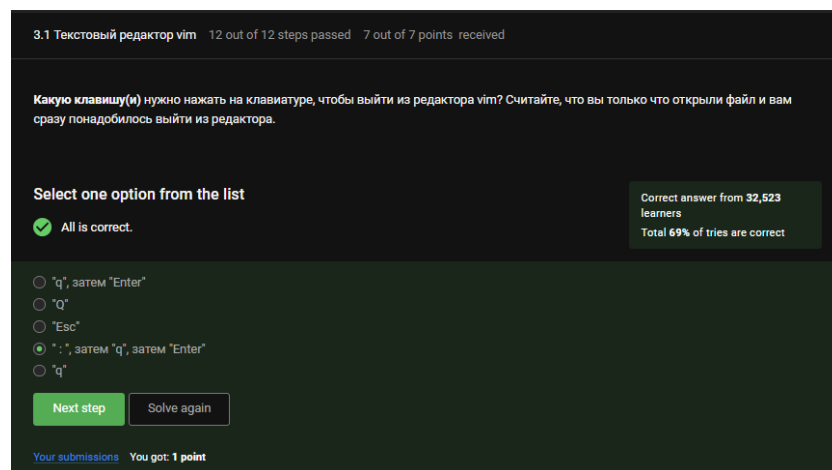 3.1 Текстовый редактор vim 12 out of 12 steps passed 7 out of 7 points received
Какую клавишу(и) нужно нажать на клавиатуре, чтобы выйти из редактора vim? Считайте, что вы только что открыли файл и вам
сразу понадобилось выйти из редактора.
Select one option from the list
All is correct.
Correct answer from 32,523
learners
Total 69% of tries are correct
"q", затем "Enter"
"Q"
"Esc"
" : ", затем "q", затем "Enter"
"q"
Next step Solve again
Your submissions You got: 1 point